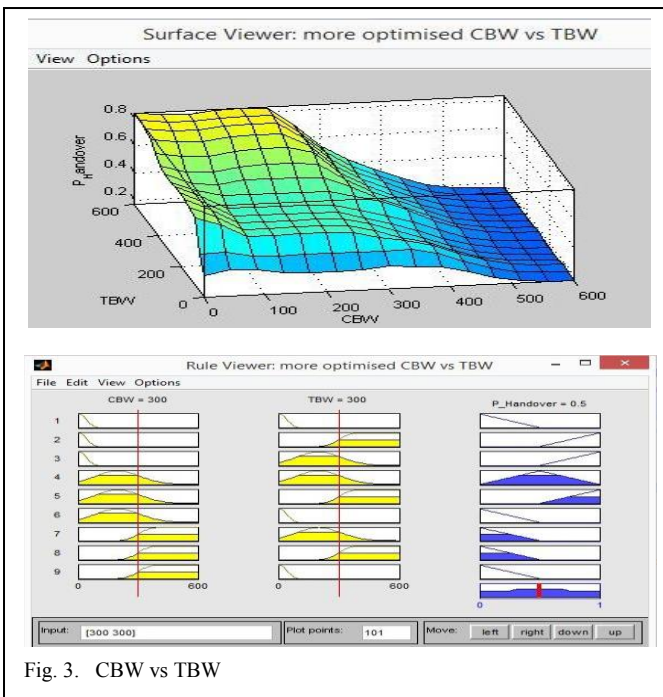 Surface Viewer: more optimised CBW vs TBW
View Options
0.8
0.6
0.4
0.2
P_Handover
600
400
200
0
TBW
0 100 200 300 400 500 600
CBW
Rule Viewer: more optimised CBW vs TBW
File Edit View Options
CBW = 300 TBW = 300 P_Handover = 0.5
1
2
3
4
5
6
7
8
9
0 600 0 600
0 1
Input: [300 300] Plot points: 101 Move: left right down up
Fig. 3. CBW vs TBW